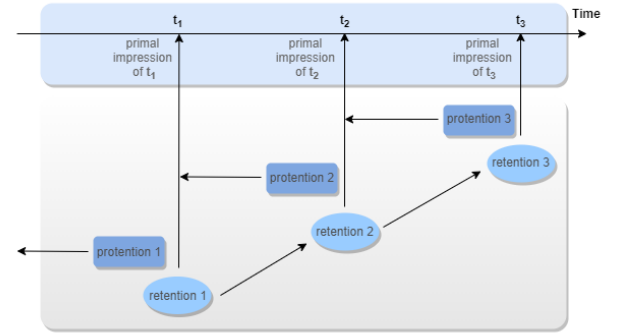 Time
t1 t2 t3
primal
impression
of t1
primal
impression
of t2
primal
impression
of t3
protention 3
retention 3
protention 2
retention 2
protention 1
retention 1